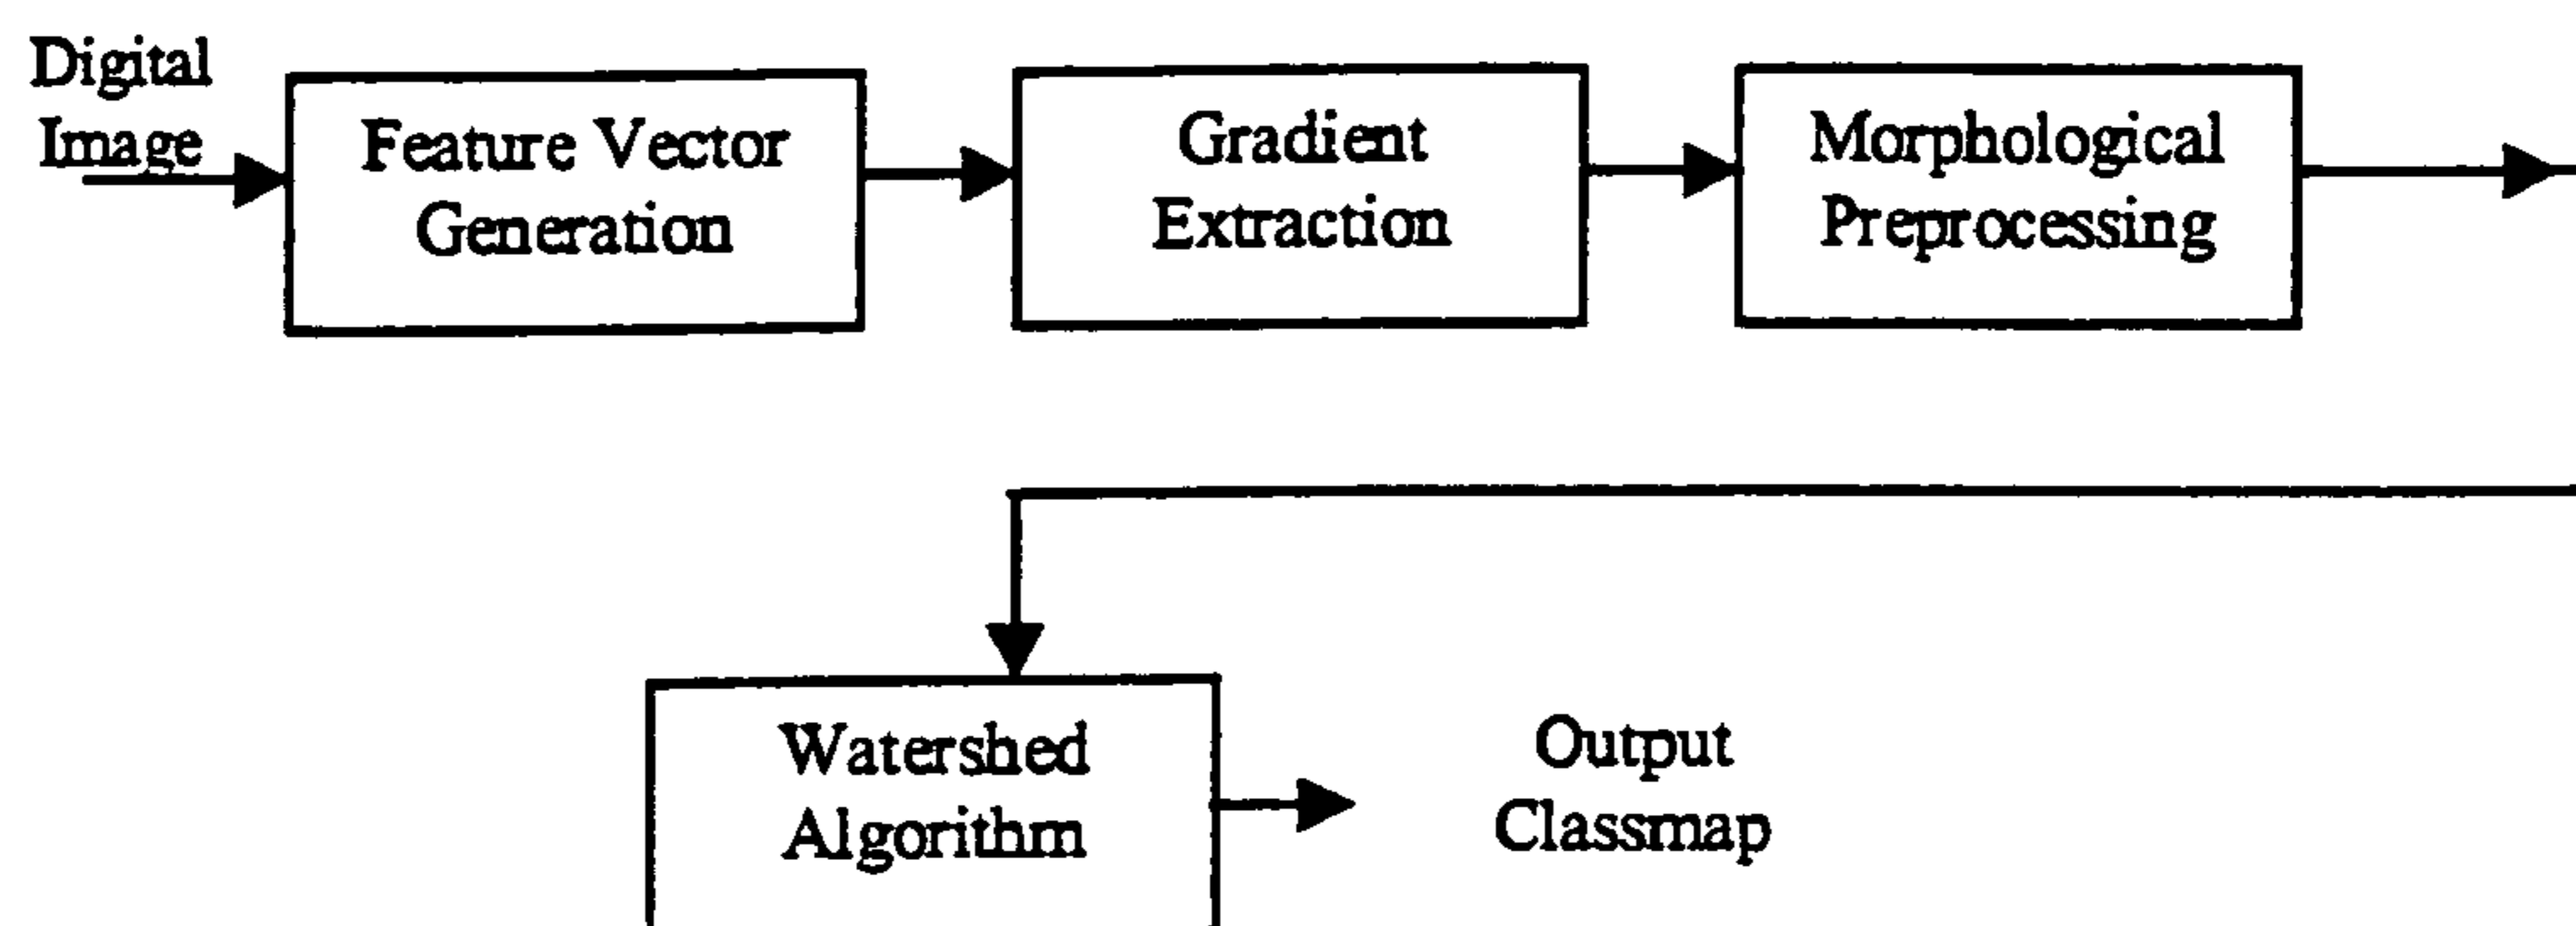 Digital
Image
Feature Vector
Generation
Gradient
Extraction
Morphological
Preprocessing
Watershed
Algorithm
Output
Classmap